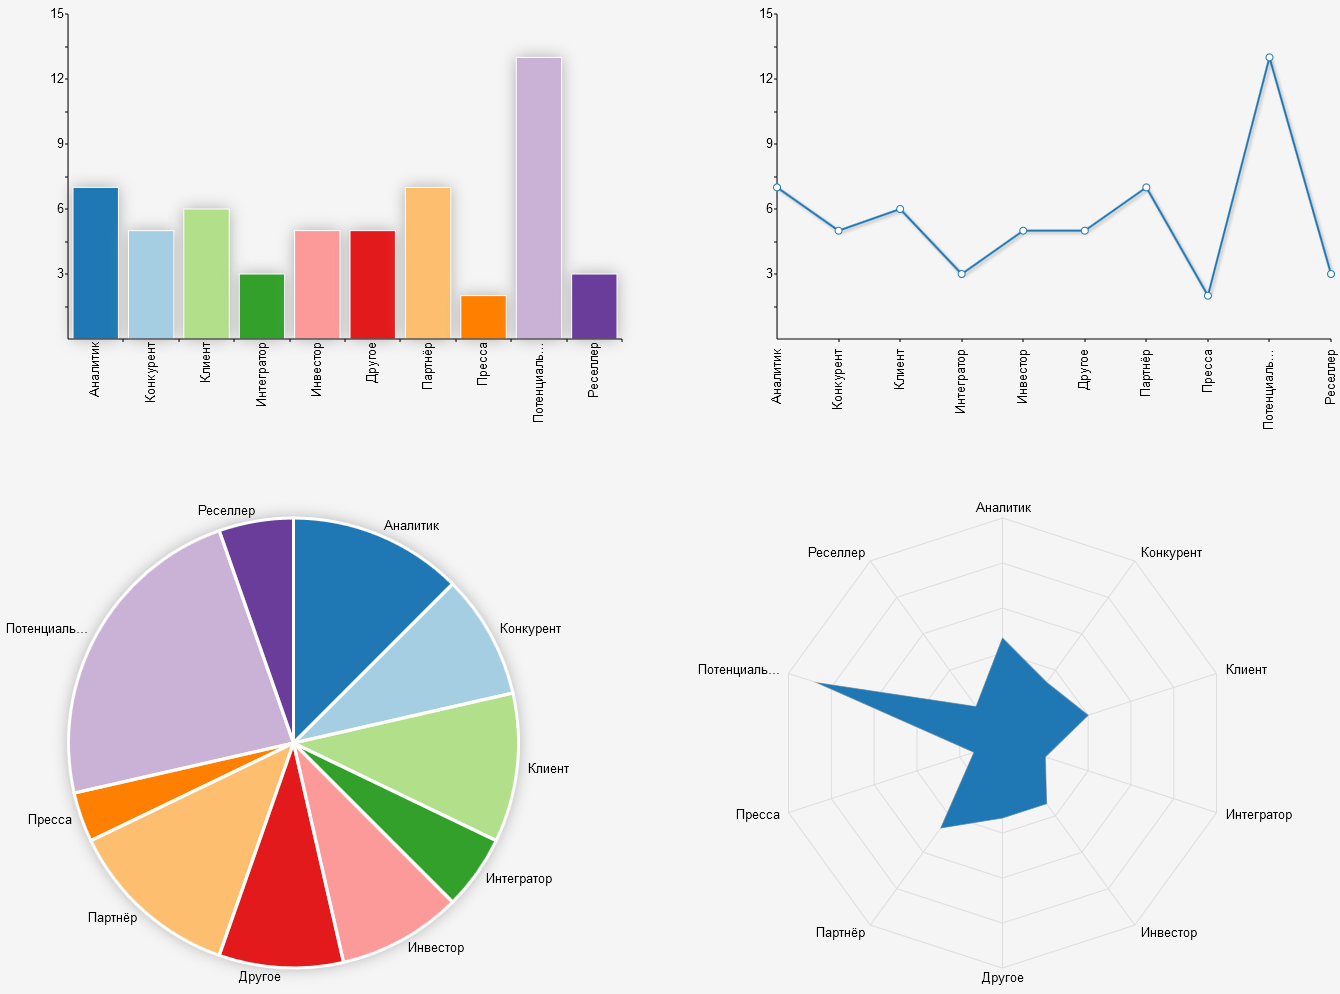 15
12
9
6
3
Аналитик
Конкурент
Клиент
Интегратор
Инвестор
Другое
Партнёр
Пресса
Потенциаль...
Реселлер
15
12
9
6
3
Аналитик
Конкурент
Клиент
Интегратор
Инвестор
Другое
Партнёр
Пресса
Потенциаль...
Реселлер
Реселлер
Аналитик
Потенциаль...
Конкурент
Клиент
Пресса
Интегратор
Партнёр
Инвестор
Другое
Аналитик
Реселлер
Конкурент
Потенциаль...
Клиент
Пресса
Интегратор
Партнёр
Инвестор
Другое